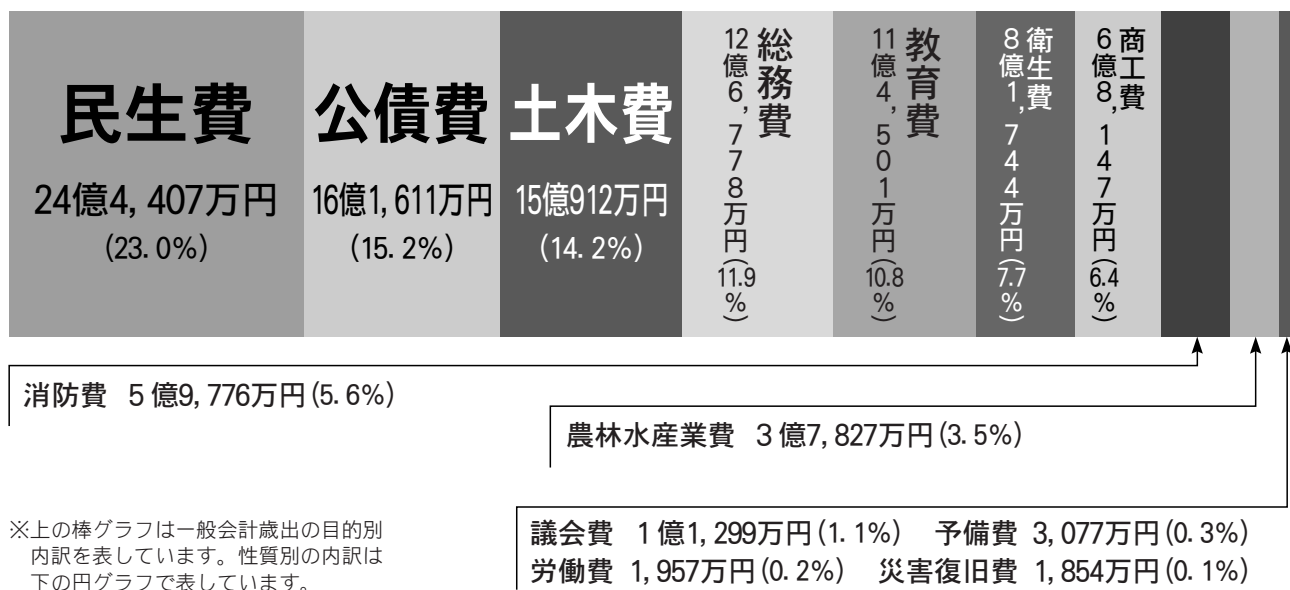 民生費
24億4,407万円
(23.0%)
公債費
16億1,611万円
(15.2%)
土木費
15億912万円
(14.2%)
総務費
12億6,778万円(11.9%)
教育費
11億4,501万円(10.8%)
衛生費
8億1,744万円(7.7%)
商工費
6億8,147万円(6.4%)
消防費 5億9,776万円(5.6%)
農林水産業費 3億7,827万円(3.5%)
議会費 1億1,299万円(1.1%) 予備費 3,077万円(0.3%)
労働費 1,957万円(0.2%) 災害復旧費 1,854万円(0.1%)
※上の棒グラフは一般会計歳出の目的別
内訳を表しています。性質別の内訳は
下の円グラフで表しています。